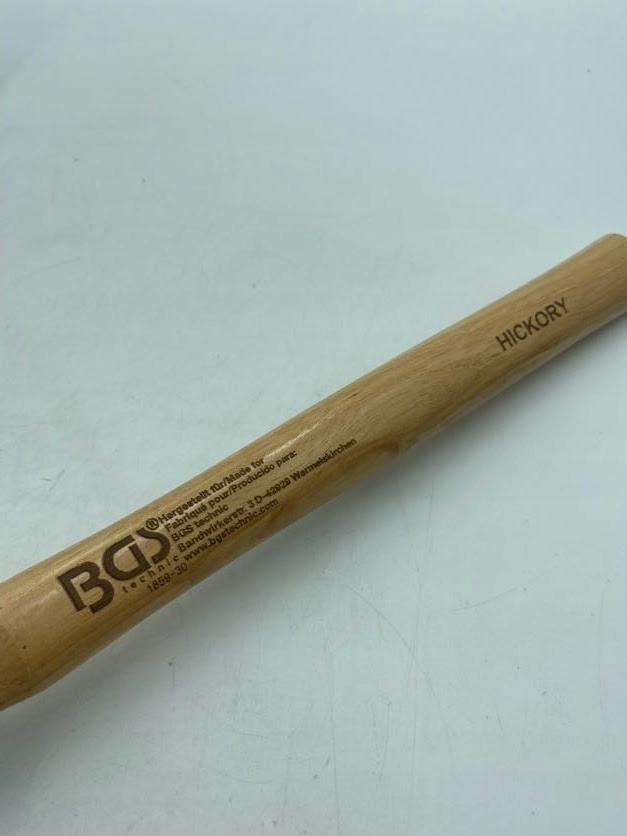 BGS®
technic
1859-30
Hergestellt für/Made for
Fabriqué pour/Producido para:
BGS technic
Bandwirkerstr. 3 D-42929 Wermelskirchen
www.bgstechnic.com
HICKORY